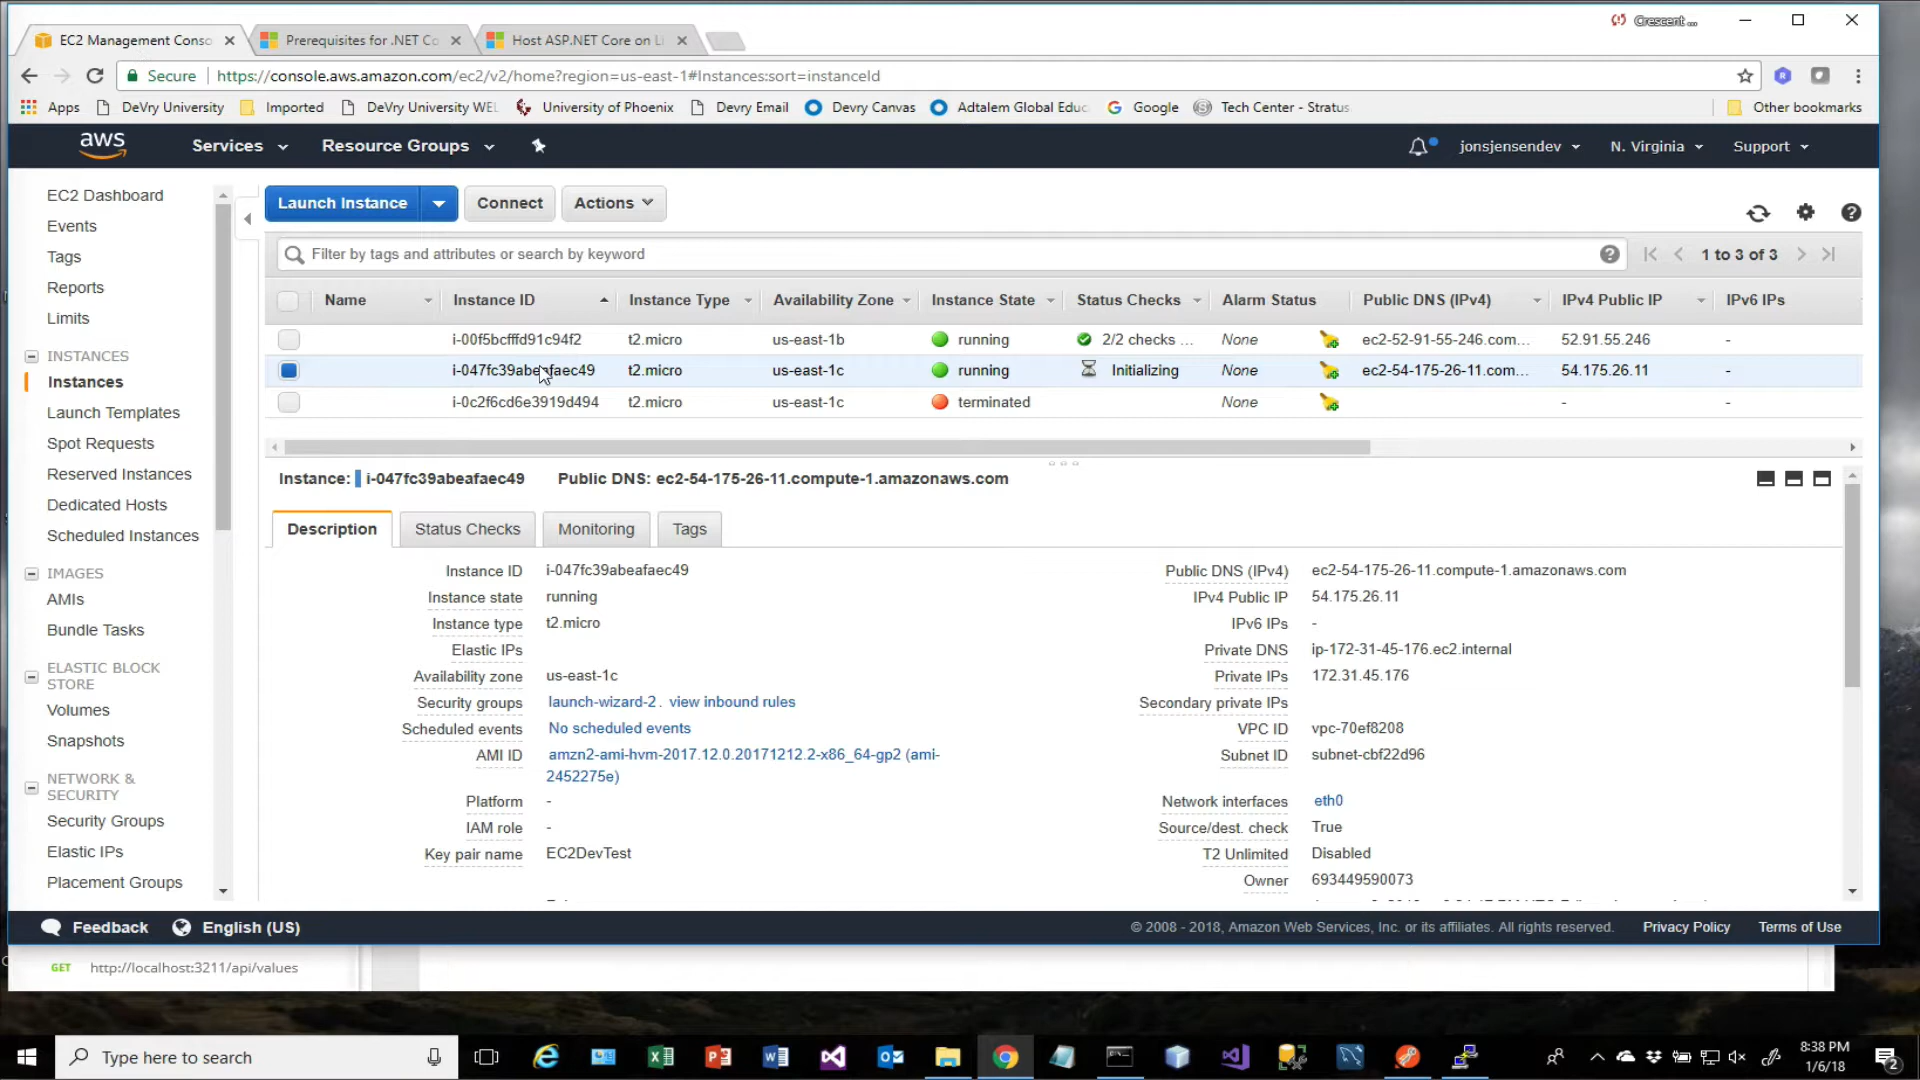 EC2 Management Conso
Prerequisites for .NET Co
Host ASP.NET Core on Li
Crescent ...
Secure
https://console.aws.amazon.com/ec2/v2/home?region=us-east-1#Instances:sort=instanceId
Apps
DeVry University
Imported
DeVry University WEL
University of Phoenix
Devry Email
Devry Canvas
Adtalem Global Educ
Google
Tech Center - Stratus
Other bookmarks
aws
Services
Resource Groups
jonsjensendev
N. Virginia
Support
EC2 Dashboard
Events
Tags
Reports
Limits
INSTANCES
Instances
Launch Templates
Spot Requests
Reserved Instances
Dedicated Hosts
Scheduled Instances
IMAGES
AMIs
Bundle Tasks
ELASTIC BLOCK
STORE
Volumes
Snapshots
NETWORK &
SECURITY
Security Groups
Elastic IPs
Placement Groups
Launch Instance
Connect
Actions
Filter by tags and attributes or search by keyword
1 to 3 of 3
Name Instance ID Instance Type Availability Zone Instance State Status Checks Alarm Status Public DNS (IPv4) IPv4 Public IP IPv6 IPs
i-00f5bcfffd91c94f2 t2.micro us-east-1b running 2/2 checks ... None ec2-52-91-55-246.com... 52.91.55.246 -
i-047fc39abeafaec49 t2.micro us-east-1c running Initializing None ec2-54-175-26-11.com... 54.175.26.11 -
i-0c2f6cd6e3919d494 t2.micro us-east-1c terminated None - -
Instance: i-047fc39abeafaec49 Public DNS: ec2-54-175-26-11.compute-1.amazonaws.com
Description
Status Checks
Monitoring
Tags
Instance ID i-047fc39abeafaec49
Instance state running
Instance type t2.micro
Elastic IPs
Availability zone us-east-1c
Security groups launch-wizard-2. view inbound rules
Scheduled events No scheduled events
AMI ID amzn2-ami-hvm-2017.12.0.20171212.2-x86_64-gp2 (ami-
2452275e)
Platform -
IAM role -
Key pair name EC2DevTest
Public DNS (IPv4) ec2-54-175-26-11.compute-1.amazonaws.com
IPv4 Public IP 54.175.26.11
IPv6 IPs -
Private DNS ip-172-31-45-176.ec2.internal
Private IPs 172.31.45.176
Secondary private IPs
VPC ID vpc-70ef8208
Subnet ID subnet-cbf22d96
Network interfaces eth0
Source/dest. check True
T2 Unlimited Disabled
Owner 693449590073
Feedback
English (US)
© 2008 - 2018, Amazon Web Services, Inc. or its affiliates. All rights reserved.
Privacy Policy
Terms of Use
GET http://localhost:3211/api/values
Type here to search
8:38 PM
1/6/18
2